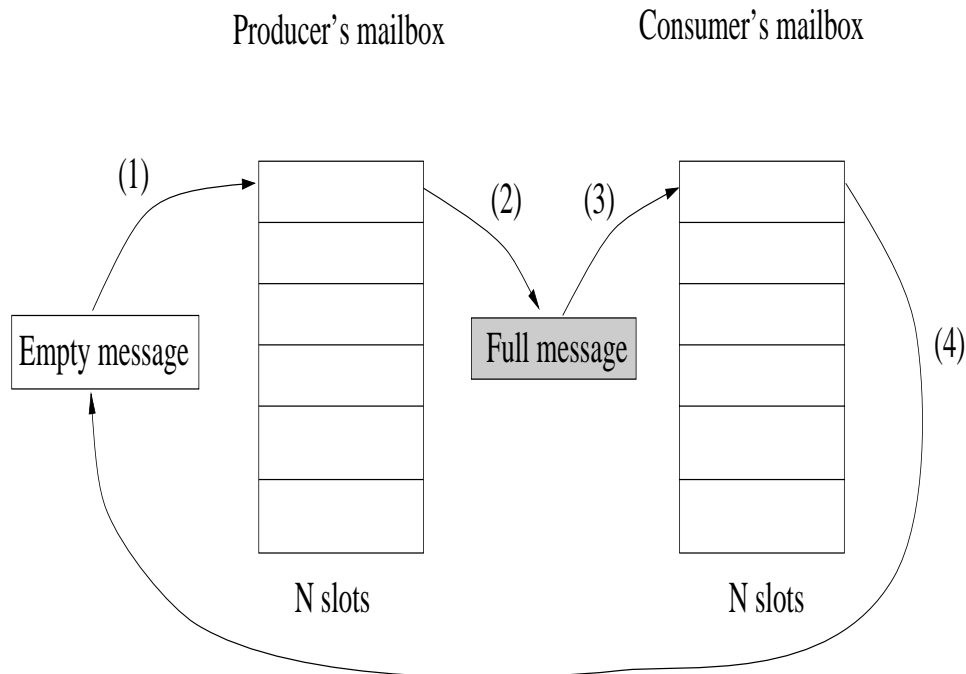 Producer's mailbox
Consumer's mailbox
(1)
(2)
(3)
Empty message
Full message
(4)
N slots
N slots